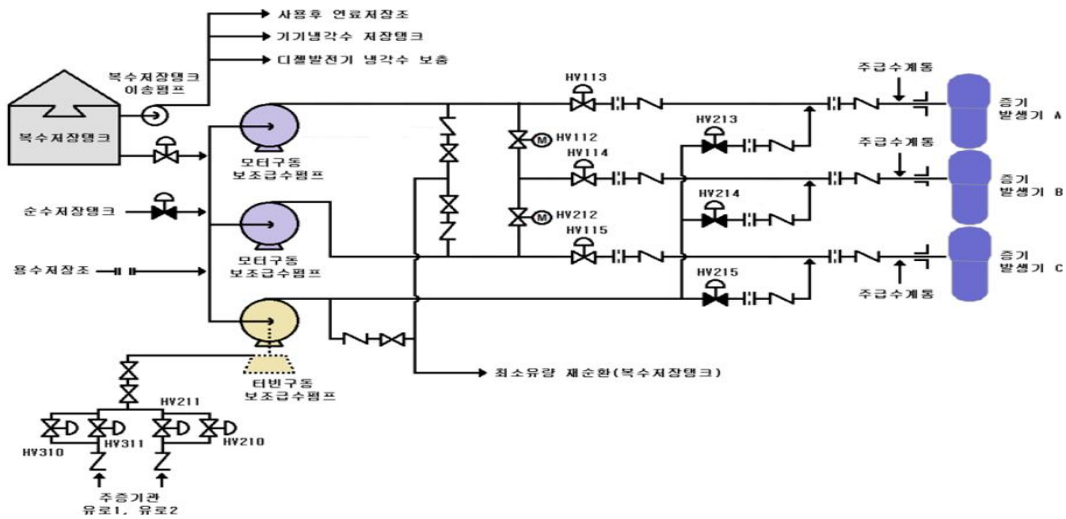 사용후 연료저장조
기기냉각수 저장탱크
디젤발전기 냉각수 보충
복수저장탱크
이송펌프
복수저장탱크
모터구동
보조급수펌프
순수저장탱크
모터구동
보조급수펌프
용수저장조
터빈구동
보조급수펌프
HV211
HV310
HV311
HV210
주증기관
유로1, 유로2
HV113
HV112
M
HV114
HV212
M
HV115
HV213
HV214
HV215
최소유량 재순환(복수저장탱크)
주급수계통
증기
발생기 A
주급수계통
증기
발생기 B
증기
발생기 C
주급수계통